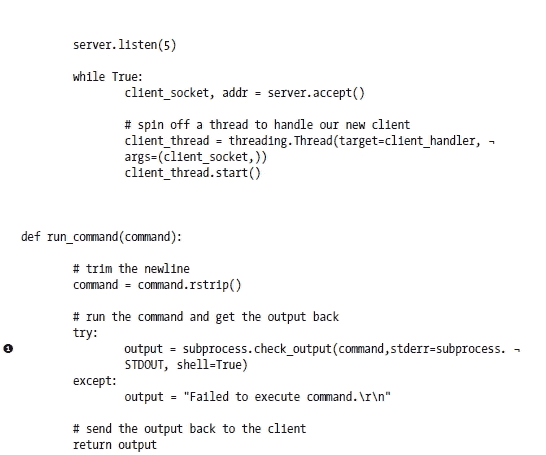 server.listen(5)
while True:
client_socket, addr = server.accept()
# spin off a thread to handle our new client
client_thread = threading.Thread(target=client_handler, ¬
args=(client_socket,))
client_thread.start()
def run_command(command):
# trim the newline
command = command.rstrip()
# run the command and get the output back
try:
❶ output = subprocess.check_output(command,stderr=subprocess. ¬
STDOUT, shell=True)
except:
output = "Failed to execute command.\r\n"
# send the output back to the client
return output